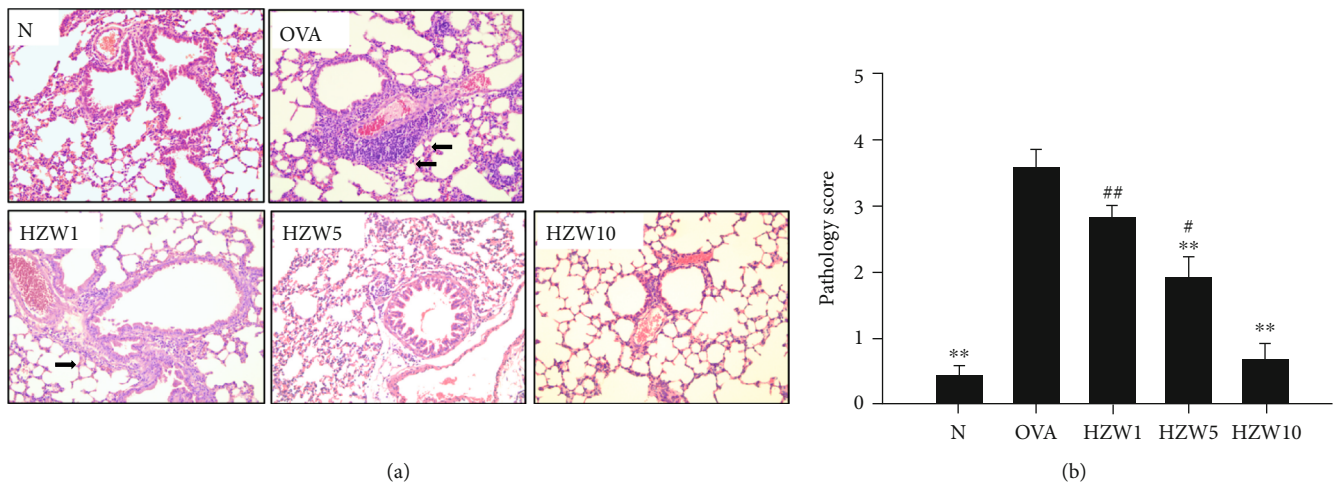 N
OVA
HZW1
HZW5
HZW10
(a)
Pathology score
5
4
3
2
1
0
**
##
#
**
**
N
OVA
HZW1
HZW5
HZW10
(b)